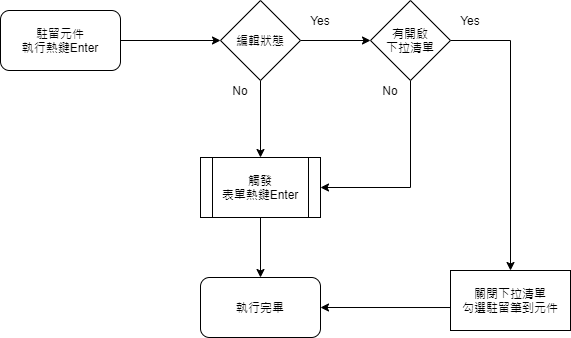 駐留元件
執行熱鍵Enter
編輯狀態
Yes
有開啟
下拉清單
Yes
No
No
觸發
表單熱鍵Enter
執行完畢
關閉下拉清單
勾選駐留筆到元件